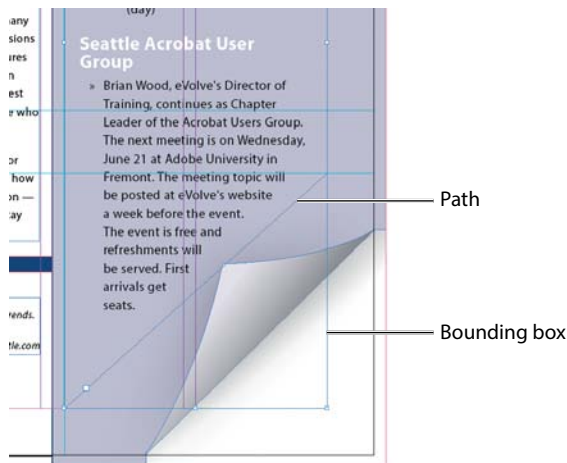 (day)
any
sions
ures
n
est
who
or
how
on —
ay
rends.
tle.com
Seattle Acrobat User
Group
» Brian Wood, eVolve's Director of
Training, continues as Chapter
Leader of the Acrobat Users Group.
The next meeting is on Wednesday,
June 21 at Adobe University in
Fremont. The meeting topic will
be posted at eVolve's website
a week before the event.
The event is free and
refreshments will
be served. First
arrivals get
seats.
Path
Bounding box